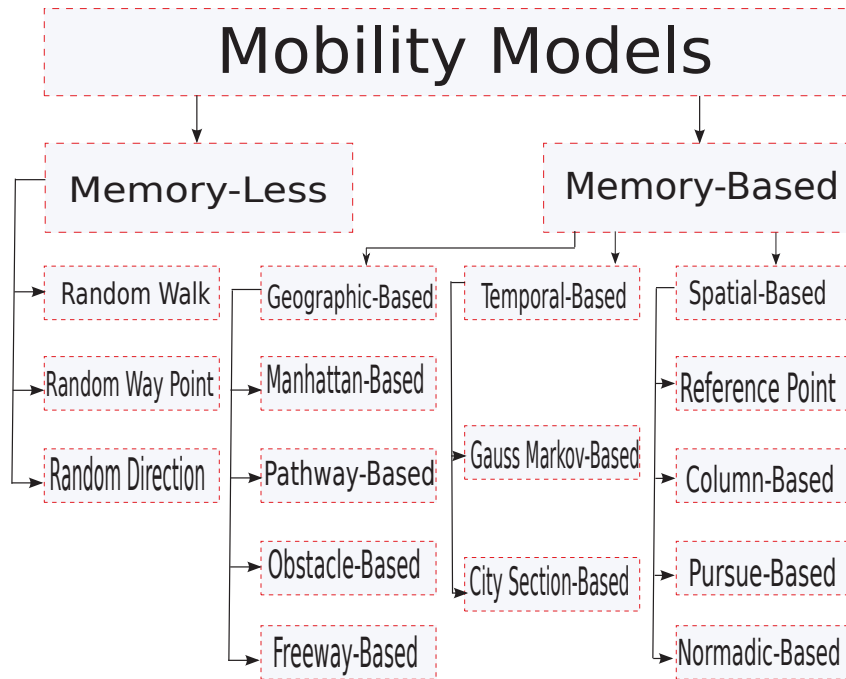 Mobility Models
Memory-Less
Memory-Based
Random Walk
Random Way Point
Random Direction
Geographic-Based
Manhattan-Based
Pathway-Based
Obstacle-Based
Freeway-Based
Temporal-Based
Gauss Markov-Based
City Section-Based
Spatial-Based
Reference Point
Column-Based
Pursue-Based
Normadic-Based